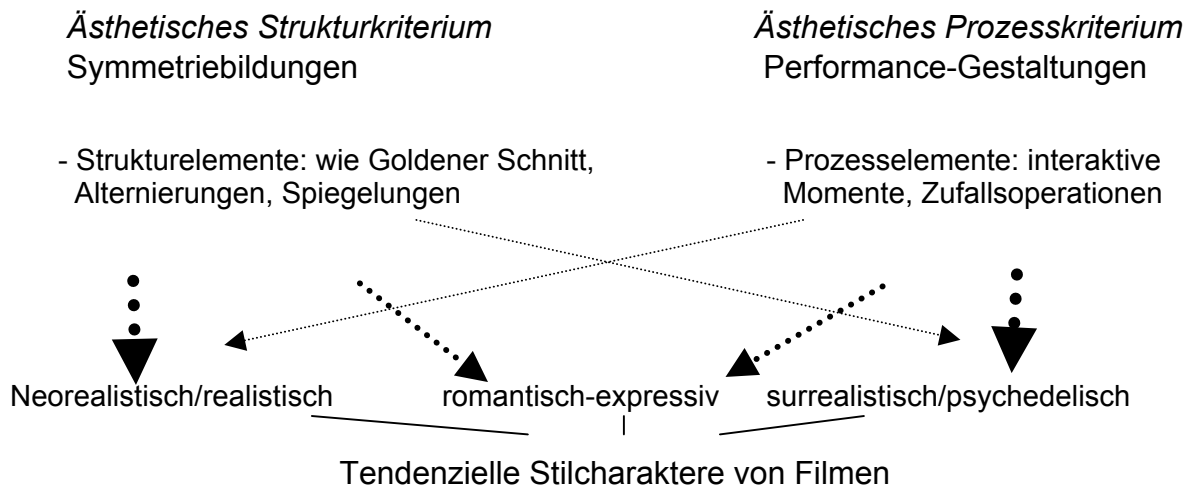 Ästhetisches Strukturkriterium
Symmetriebildungen
- Strukturelemente: wie Goldener Schnitt,
Alternierungen, Spiegelungen
Ästhetisches Prozesskriterium
Performance-Gestaltungen
- Prozesselemente: interaktive
Momente, Zufallsoperationen
Neorealistisch/realistisch
romantisch-expressiv
surrealistisch/psychedelisch
Tendenzielle Stilcharaktere von Filmen